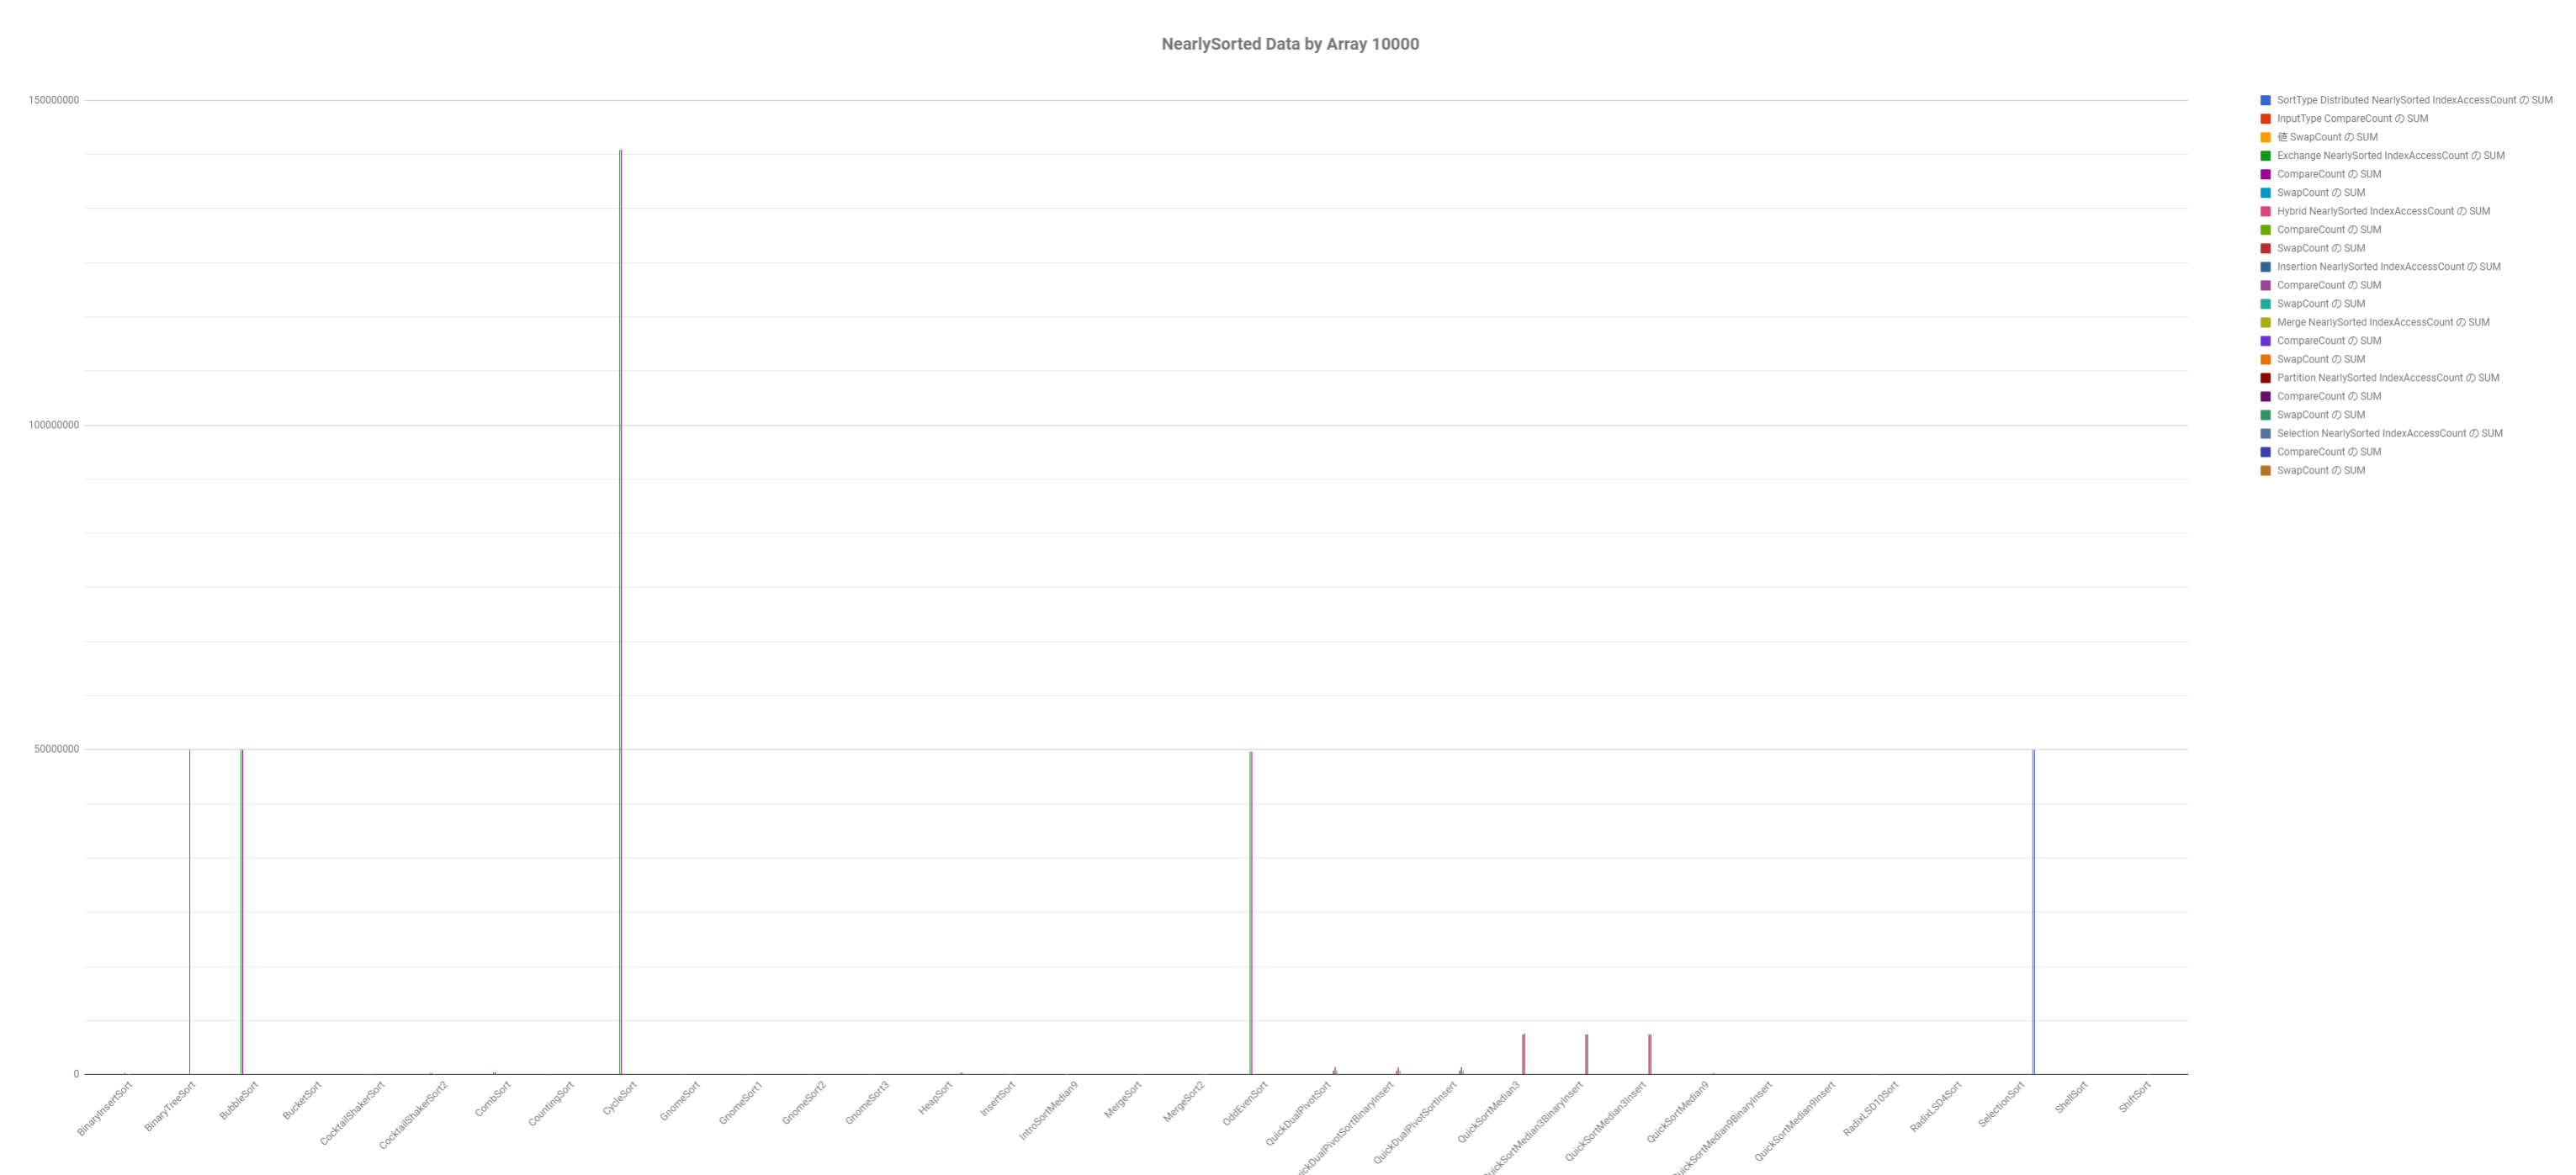 NearlySorted Data by Array 10000
150000000
100000000
50000000
0
SortType Distributed NearlySorted IndexAccessCount の SUM
InputType CompareCount の SUM
値 SwapCount の SUM
Exchange NearlySorted IndexAccessCount の SUM
CompareCount の SUM
SwapCount の SUM
Hybrid NearlySorted IndexAccessCount の SUM
CompareCount の SUM
SwapCount の SUM
Insertion NearlySorted IndexAccessCount の SUM
CompareCount の SUM
SwapCount の SUM
Merge NearlySorted IndexAccessCount の SUM
CompareCount の SUM
SwapCount の SUM
Partition NearlySorted IndexAccessCount の SUM
CompareCount の SUM
SwapCount の SUM
Selection NearlySorted IndexAccessCount の SUM
CompareCount の SUM
SwapCount の SUM
BinaryInsertSort
BinaryTreeSort
BubbleSort
BucketSort
CocktailShakerSort
CocktailShakerSort2
CombSort
CountingSort
CycleSort
GnomeSort
GnomeSort1
GnomeSort2
GnomeSort3
HeapSort
InsertSort
IntroSortMedian9
MergeSort
MergeSort2
OddEvenSort
QuickDualPivotSort
uickDualPivotSortBinaryInsert
QuickDualPivotSortInsert
QuickSortMedian3
uickSortMedian3BinaryInsert
QuickSortMedian3Insert
QuickSortMedian9
uickSortMedian9BinaryInsert
QuickSortMedian9Insert
RadixLSD10Sort
RadixLSD4Sort
SelectionSort
ShellSort
ShiftSort